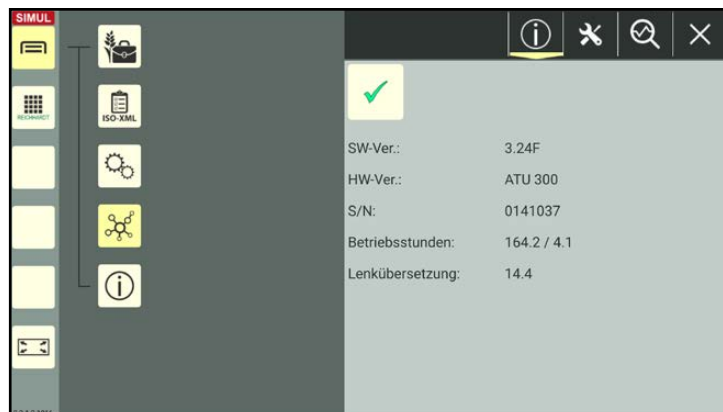 SIMUL
REICHHARDT
ISO-XML
SW-Ver.: 3.24F
HW-Ver.: ATU 300
S/N: 0141037
Betriebsstunden: 164.2 / 4.1
Lenkübersetzung: 14.4